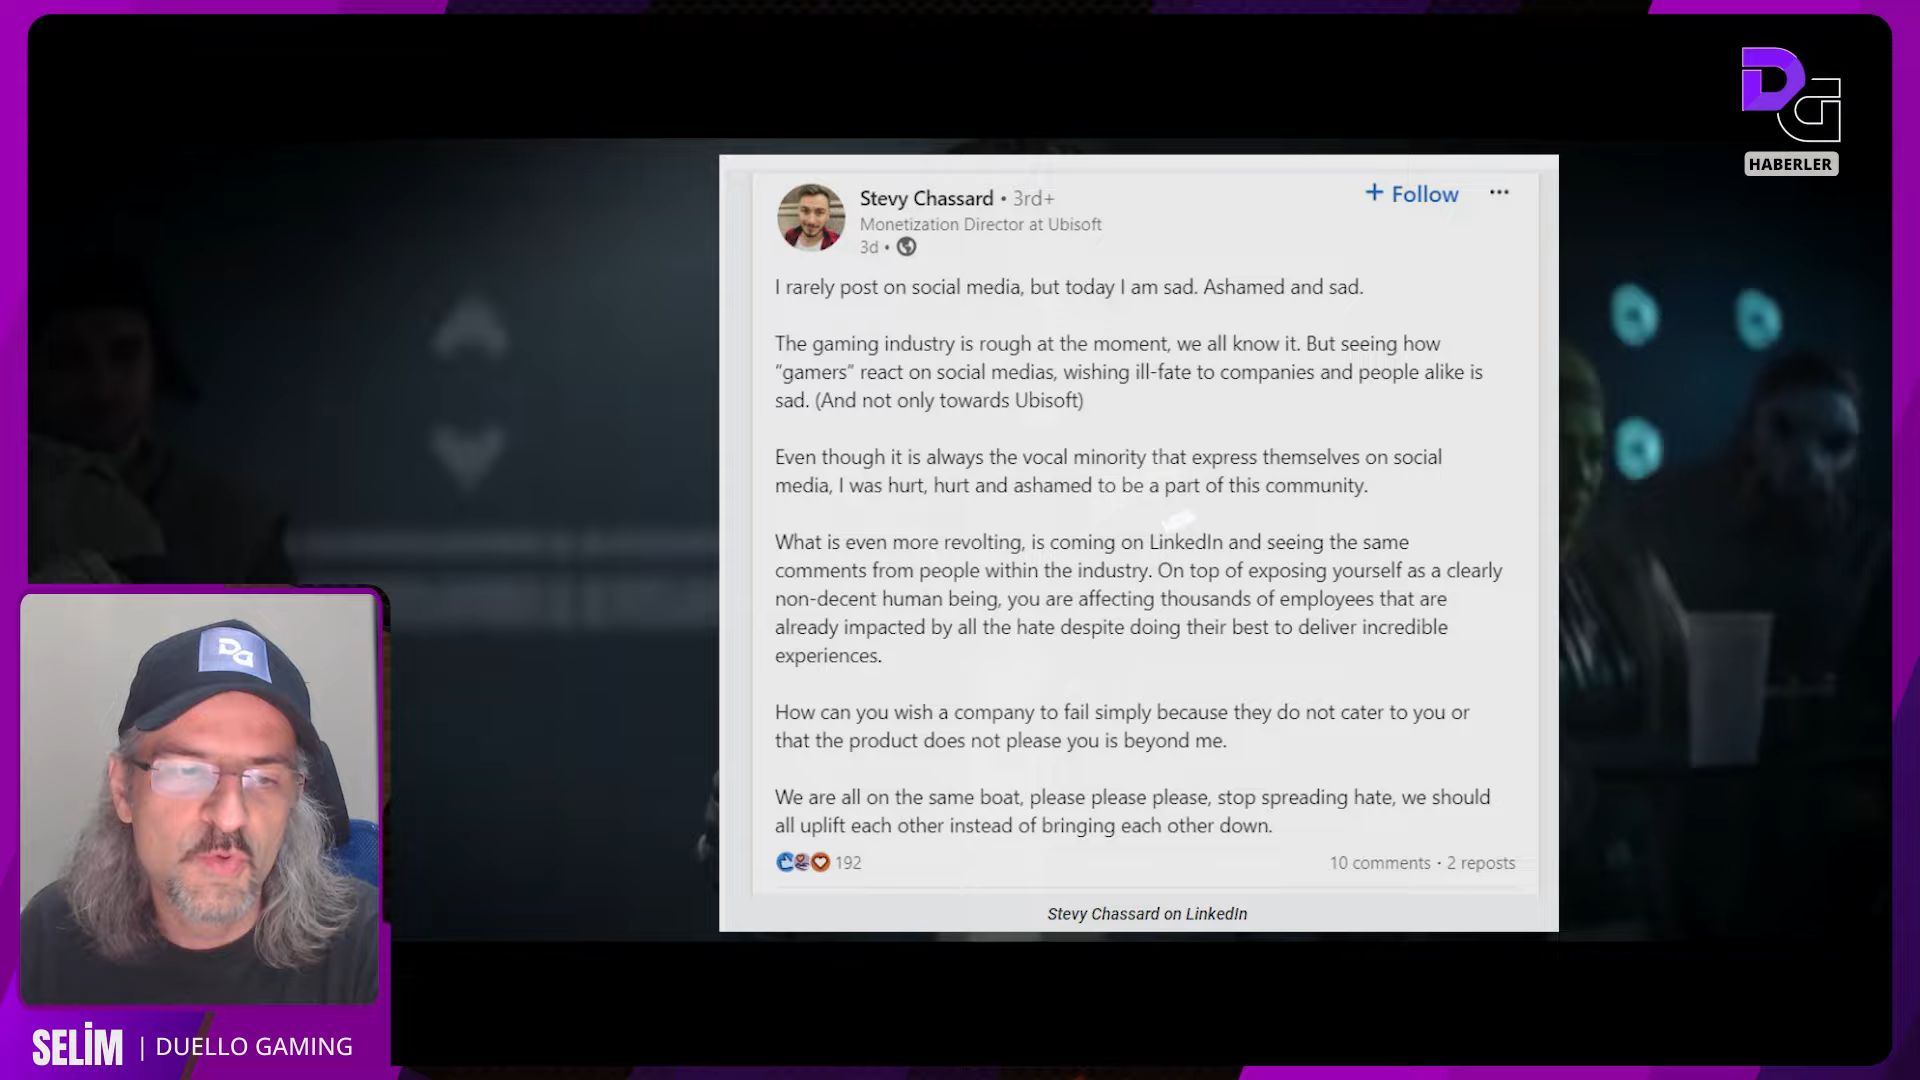 DG
HABERLER
Stevy Chassard • 3rd+
+ Follow ...
Monetization Director at Ubisoft
3d •
I rarely post on social media, but today I am sad. Ashamed and sad.
The gaming industry is rough at the moment, we all know it. But seeing how
“gamers” react on social medias, wishing ill-fate to companies and people alike is
sad. (And not only towards Ubisoft)
Even though it is always the vocal minority that express themselves on social
media, I was hurt, hurt and ashamed to be a part of this community.
What is even more revolting, is coming on LinkedIn and seeing the same
comments from people within the industry. On top of exposing yourself as a clearly
non-decent human being, you are affecting thousands of employees that are
already impacted by all the hate despite doing their best to deliver incredible
experiences.
How can you wish a company to fail simply because they do not cater to you or
that the product does not please you is beyond me.
We are all on the same boat, please please please, stop spreading hate, we should
all uplift each other instead of bringing each other down.
192
10 comments • 2 reposts
Stevy Chassard on LinkedIn
DG
SELİM | DUELLO GAMING